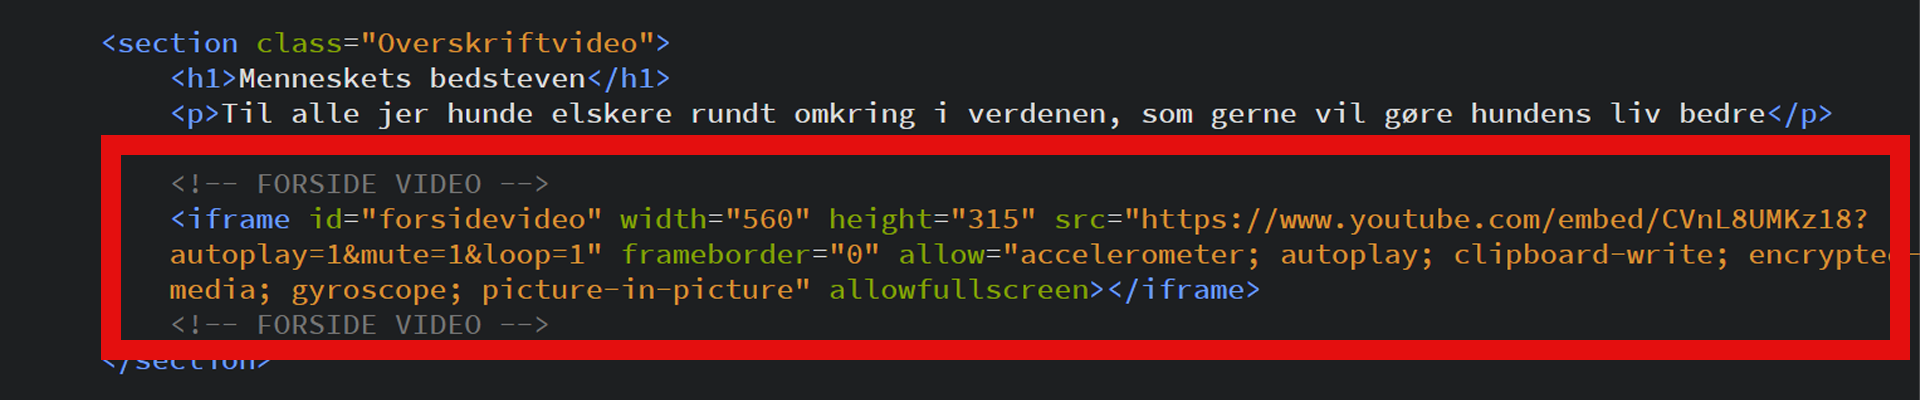 <section class="Overskriftvideo">
<h1>Menneskets bedsteven</h1>
<p>Til alle jer hunde elskere rundt omkring i verdenen, som gerne vil gøre hundens liv bedre</p>
<!-- FORSIDE VIDEO -->
<iframe id="forsidevideo" width="560" height="315" src="https://www.youtube.com/embed/CVnL8UMKz18?
autoplay=1&mute=1&loop=1" frameborder="0" allow="accelerometer; autoplay; clipboard-write; encrypted-
media; gyroscope; picture-in-picture" allowfullscreen></iframe>
<!-- FORSIDE VIDEO -->
</section>